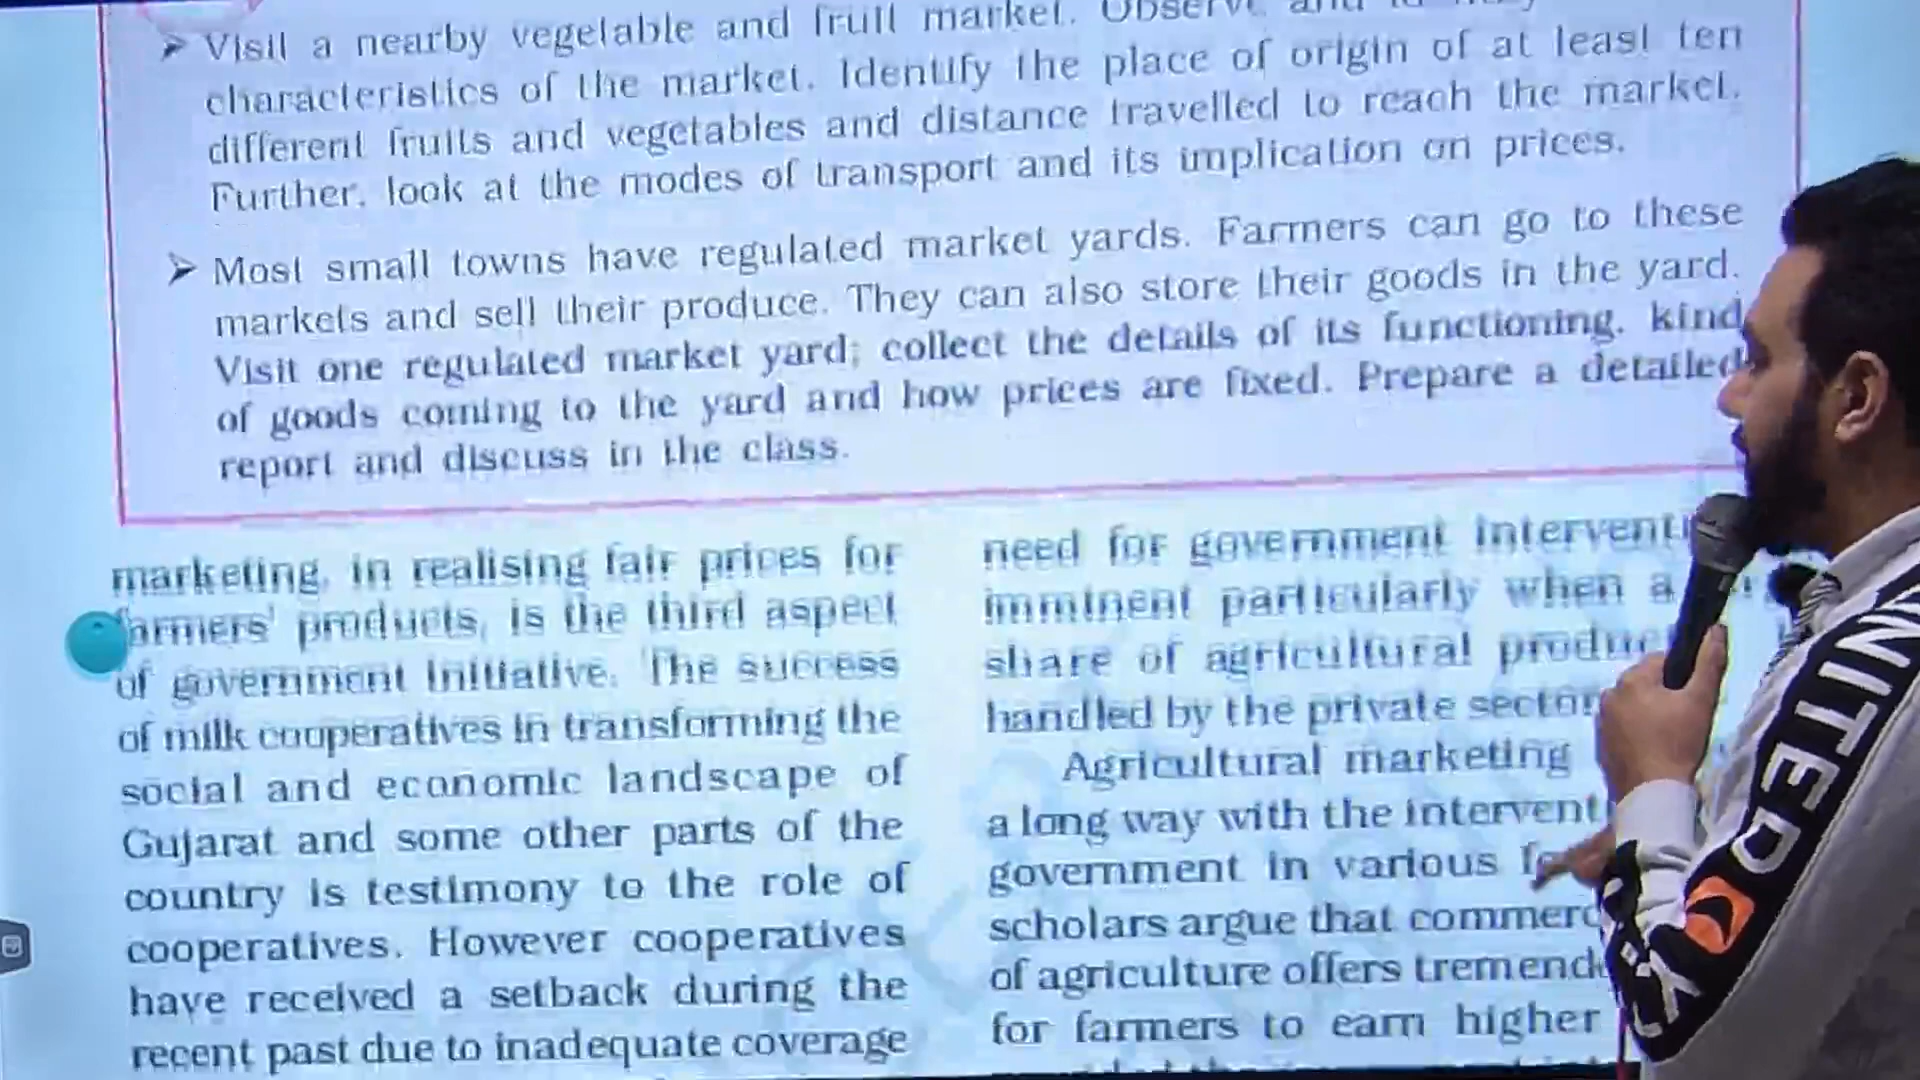 Visit a nearby vegetable and fruit market. Observe and
characteristics of the market. Identify the place of origin of at least ten
different fruits and vegetables and distance travelled to reach the market.
Further, look at the modes of transport and its implication on prices.
Most small towns have regulated market yards. Farmers can go to these
markets and sell their produce. They can also store their goods in the yard.
Visit one regulated market yard; collect the details of its functioning, kind
of goods coming to the yard and how prices are fixed. Prepare a detailed
report and discuss in the class.
marketing, in realising fair prices for
farmers' products, is the third aspect
of government initiative. The success
of milk cooperatives in transforming the
social and economic landscape of
Gujarat and some other parts of the
country is testimony to the role of
cooperatives. However cooperatives
have received a setback during the
recent past due to inadequate coverage
need for government interventi
imminent particularly when a
share of agricultural produc
handled by the private sector
Agricultural marketing
a long way with the intervent
government in various fo
scholars argue that commerc
of agriculture offers tremend
for farmers to earn higher
UNITED